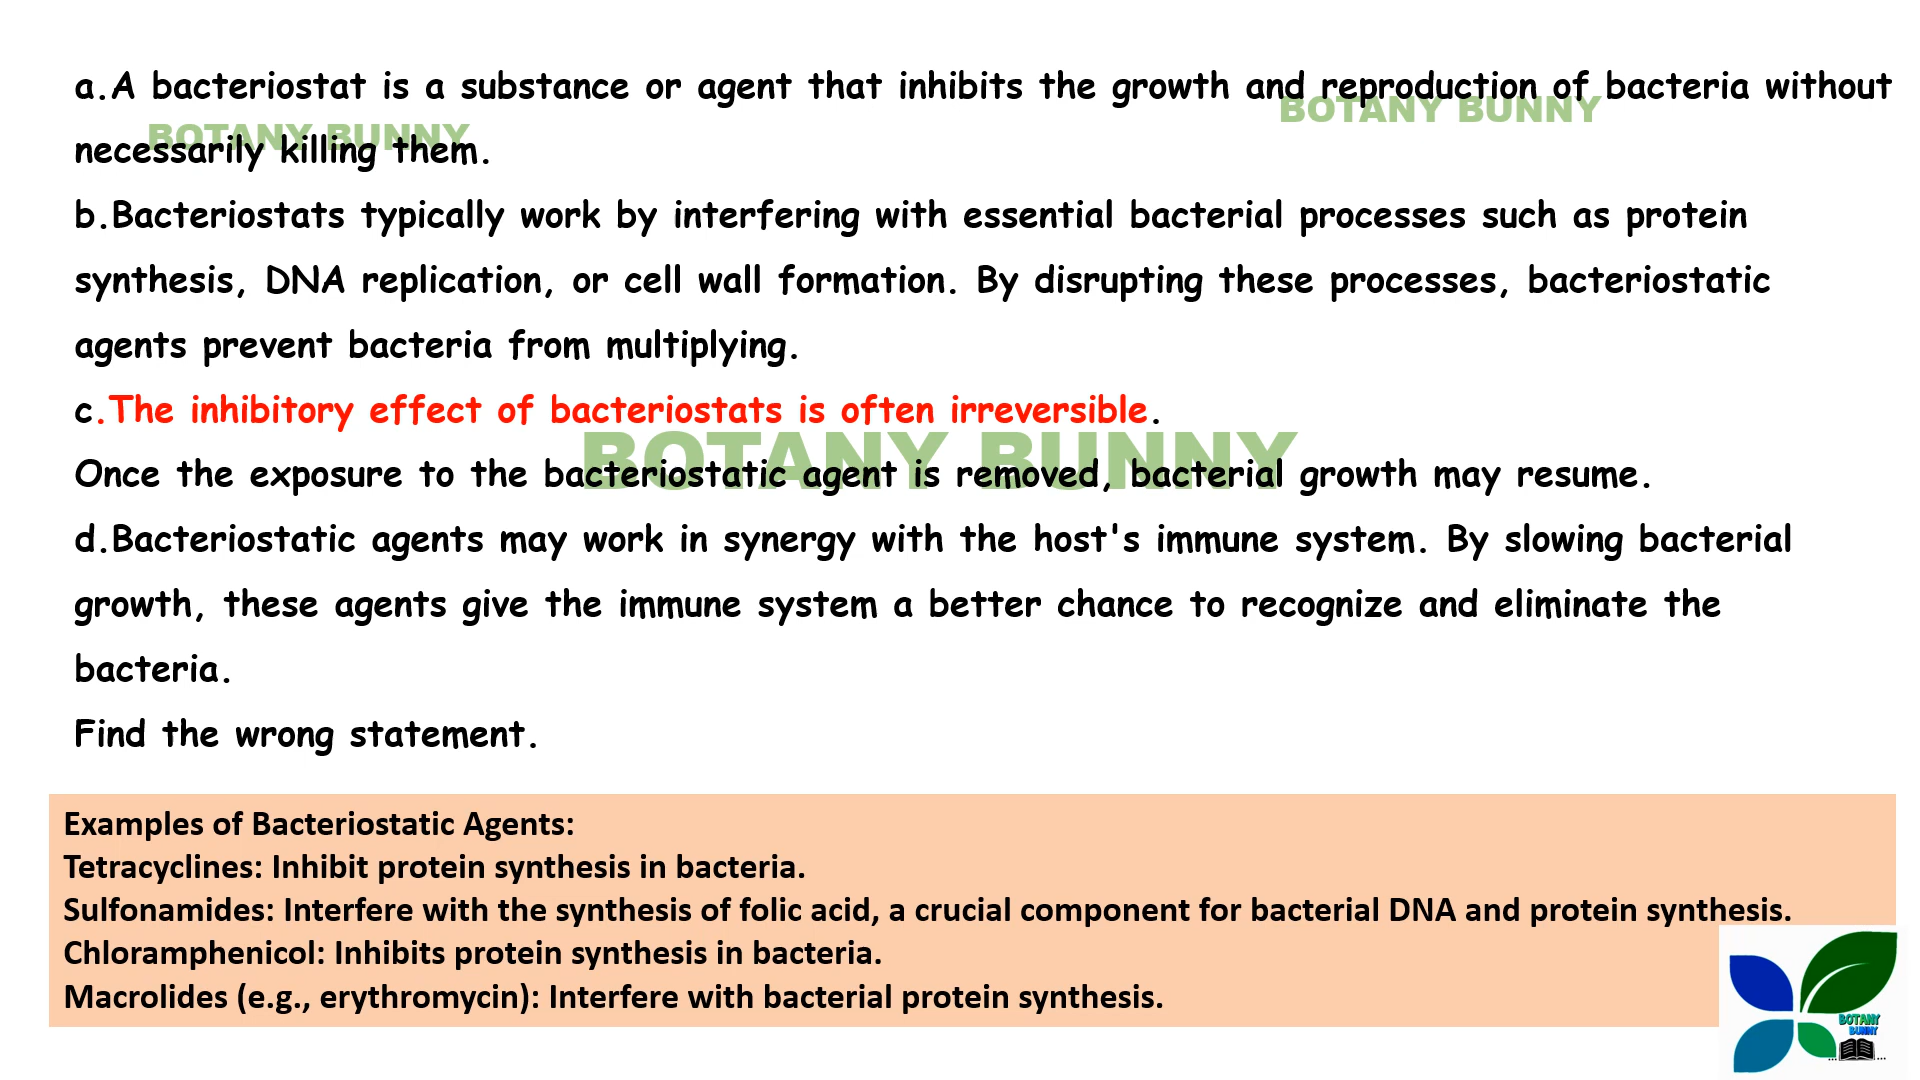 a.A bacteriostat is a substance or agent that inhibits the growth and reproduction of bacteria without
BOTANY BUNNY
BOTANY BUNNY
necessarily killing them.
b.Bacteriostats typically work by interfering with essential bacterial processes such as protein
synthesis, DNA replication, or cell wall formation. By disrupting these processes, bacteriostatic
agents prevent bacteria from multiplying.
c.The inhibitory effect of bacteriostats is often irreversible.
BOTANY BUNNY
Once the exposure to the bacteriostatic agent is removed, bacterial growth may resume.
d.Bacteriostatic agents may work in synergy with the host's immune system. By slowing bacterial
growth, these agents give the immune system a better chance to recognize and eliminate the
bacteria.
Find the wrong statement.
Examples of Bacteriostatic Agents:
Tetracyclines: Inhibit protein synthesis in bacteria.
Sulfonamides: Interfere with the synthesis of folic acid, a crucial component for bacterial DNA and protein synthesis.
Chloramphenicol: Inhibits protein synthesis in bacteria.
Macrolides (e.g., erythromycin): Interfere with bacterial protein synthesis.
BOTANY
BUNNY